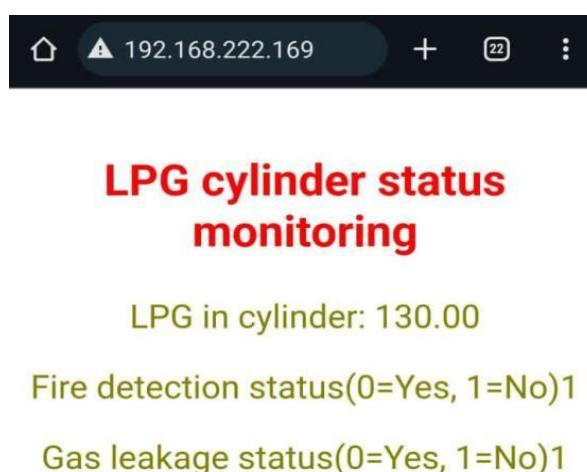 192.168.222.169
22
LPG cylinder status
monitoring
LPG in cylinder: 130.00
Fire detection status(0=Yes, 1=No)1
Gas leakage status(0=Yes, 1=No)1